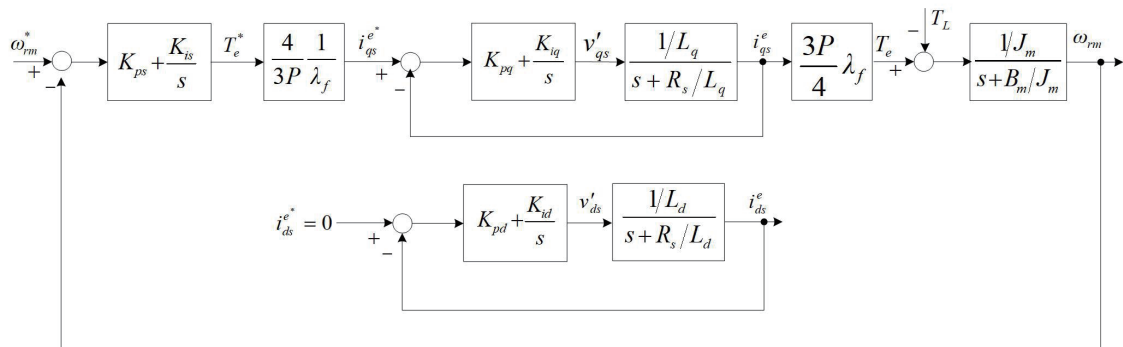 ω*rm + − Kps + Kis/s T*e 4/3P 1/λf ie*qs + − Kpq + Kiq/s v′qs 1/Lq / s + Rs/Lq ieqs 3P/4 λf Te + − TL 1/Jm / s+Bm/Jm ωrm
ie*ds = 0 + − Kpd + Kid/s v′ds 1/Ld / s + Rs/Ld ieds